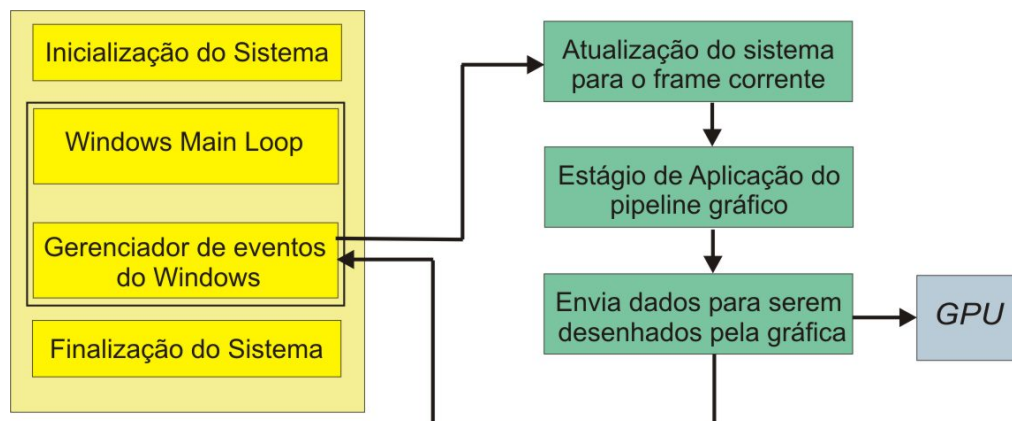 Inicialização do Sistema
Windows Main Loop
Gerenciador de eventos
do Windows
Finalização do Sistema
Atualização do sistema
para o frame corrente
Estágio de Aplicação do
pipeline gráfico
Envia dados para serem
desenhados pela gráfica
GPU